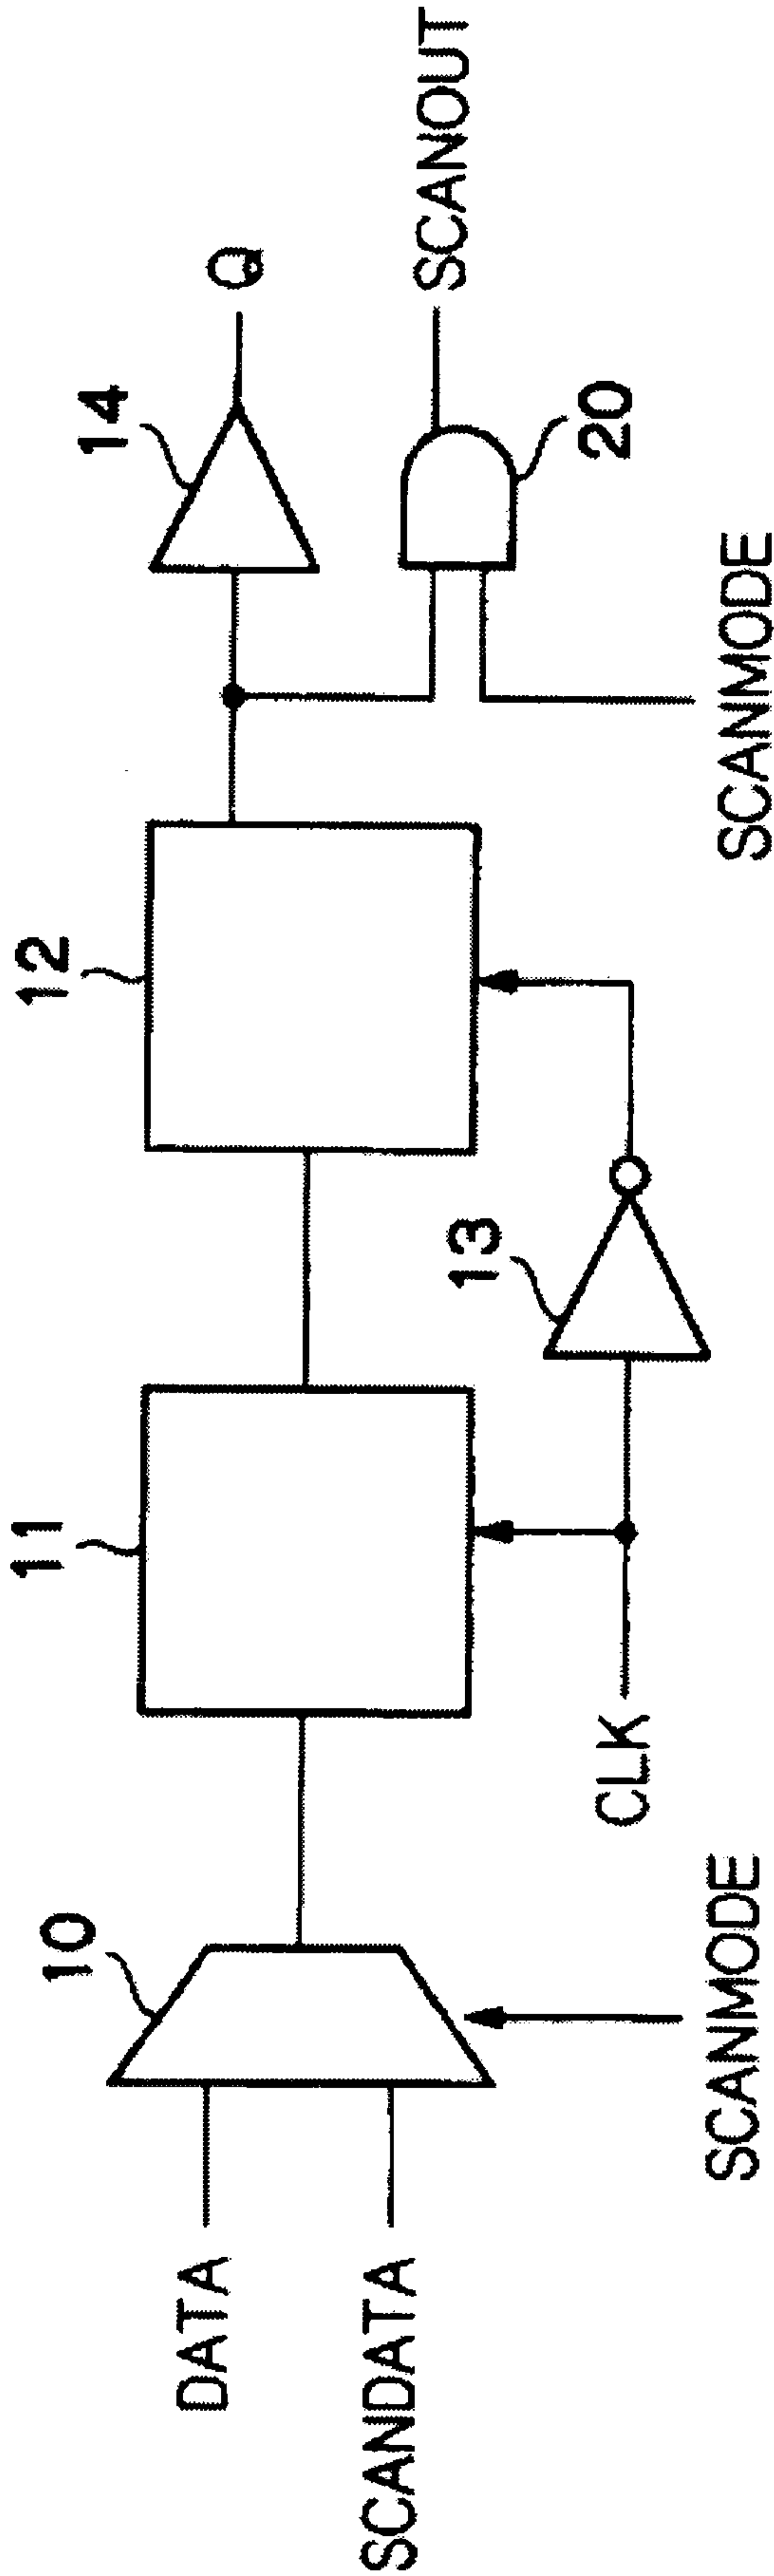 DATA
SCANDATA
10
SCANMODE
11
CLK
13
12
14
Q
SCANOUT
20
SCANMODE